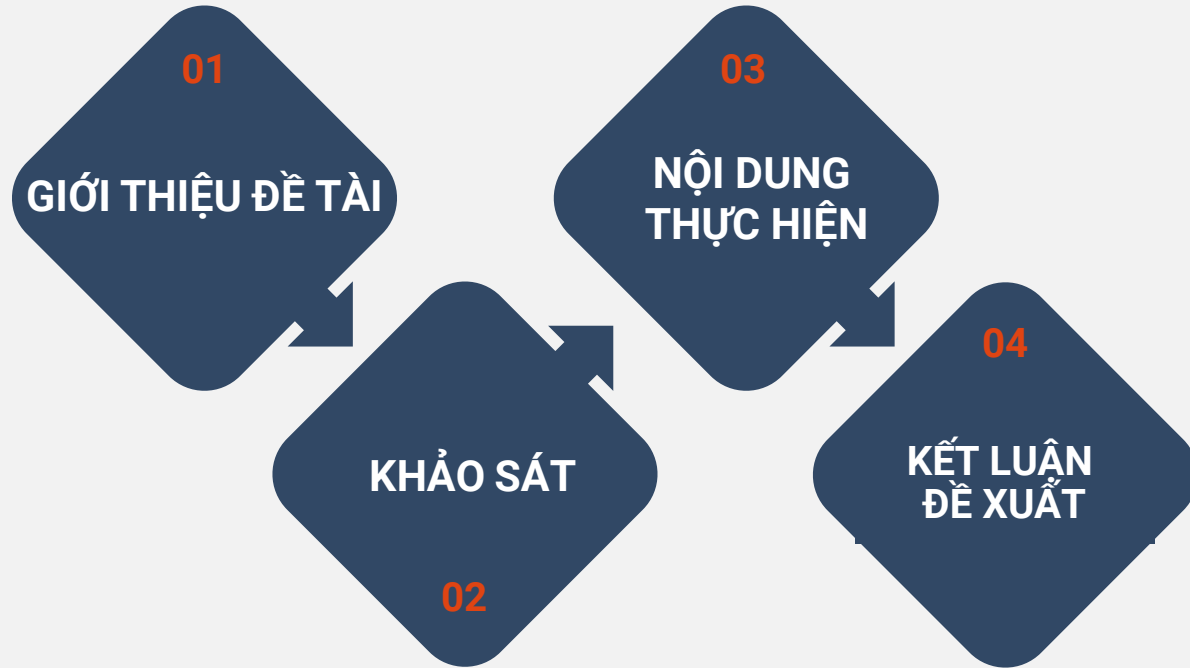 01
GIỚI THIỆU ĐỀ TÀI
KHẢO SÁT
02
03
NỘI DUNG
THỰC HIỆN
04
KẾT LUẬN
ĐỀ XUẤT